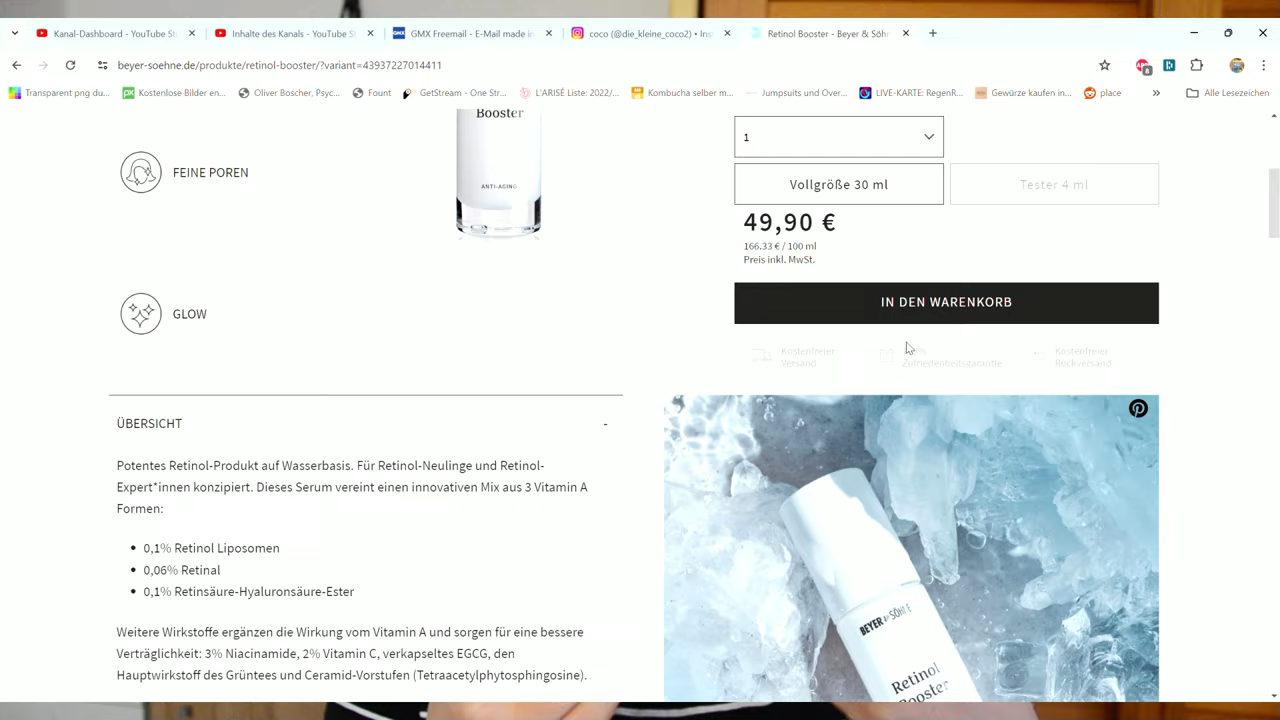 Kanal-Dashboard - YouTube St
Inhalte des Kanals - YouTube S
GMX Freemail - E-Mail made in
coco (@die_kleine_coco2) • Ins
Retinol Booster - Beyer & Söhn
beyer-soehne.de/produkte/retinol-booster/?variant=43937227014411
Transparent png du...
Kostenlose Bilder en...
Oliver Boscher, Psyc...
Fount
GetStream - One Str...
L'ARISÉ Liste: 2022/...
Kombucha selber m...
Jumpsuits und Over...
LIVE-KARTE: RegenR...
Gewürze kaufen in...
place
Alle Lesezeichen
Booster
ANTI-AGING
FEINE POREN
GLOW
1
Vollgröße 30 ml
Tester 4 ml
49,90 €
166.33 € / 100 ml
Preis inkl. MwSt.
IN DEN WARENKORB
Kostenfreier
Versand
Zufriedenheitsgarantie
Kostenfreier
Rückversand
ÜBERSICHT
-
Potentes Retinol-Produkt auf Wasserbasis. Für Retinol-Neulinge und Retinol-
Expert*innen konzipiert. Dieses Serum vereint einen innovativen Mix aus 3 Vitamin A
Formen:
• 0,1% Retinol Liposomen
• 0,06% Retinal
• 0,1% Retinsäure-Hyaluronsäure-Ester
Weitere Wirkstoffe ergänzen die Wirkung vom Vitamin A und sorgen für eine bessere
Verträglichkeit: 3% Niacinamide, 2% Vitamin C, verkapseltes EGCG, den
Hauptwirkstoff des Grüntees und Ceramid-Vorstufen (Tetraacetylphytosphingosine).
BEYER & SÖHNE
Retinol
Booster